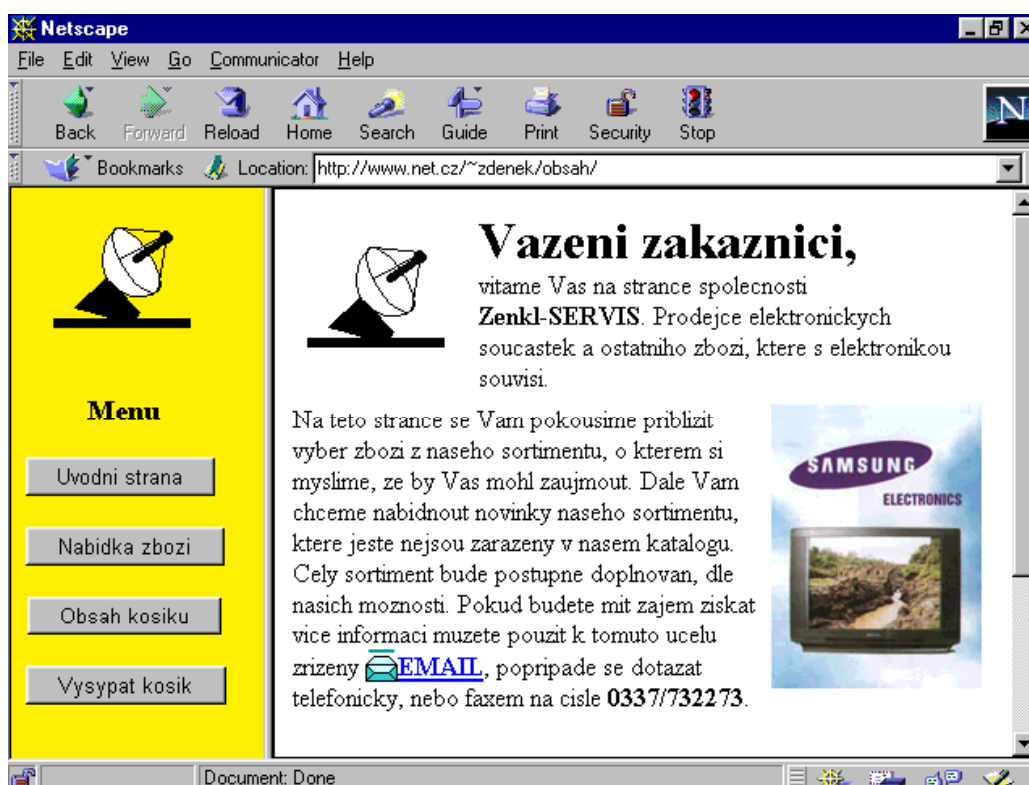 Netscape
File Edit View Go Communicator Help
Back Forward Reload Home Search Guide Print Security Stop
N
Bookmarks Location: http://www.net.cz/~zdenek/obsah/
Menu
Uvodni strana
Nabidka zbozi
Obsah kosiku
Vysypat kosik
Vazeni zakaznici,
vitame Vas na strance spolecnosti
Zenkl-SERVIS. Prodejce elektronickych
soucastek a ostatniho zbozi, ktere s elektronikou
souvisi.
Na teto strance se Vam pokousime priblizit
vyber zbozi z naseho sortimentu, o kterem si
myslime, ze by Vas mohl zaujmout. Dale Vam
chceme nabidnout novinky naseho sortimentu,
ktere jeste nejsou zarazeny v nasem katalogu.
Cely sortiment bude postupne doplnovan, dle
nasich moznosti. Pokud budete mit zajem ziskat
vice informaci muzete pouzit k tomuto ucelu
zrizeny EMAIL, popripade se dotazat
telefonicky, nebo faxem na cisle 0337/732273.
SAMSUNG
ELECTRONICS
Document: Done